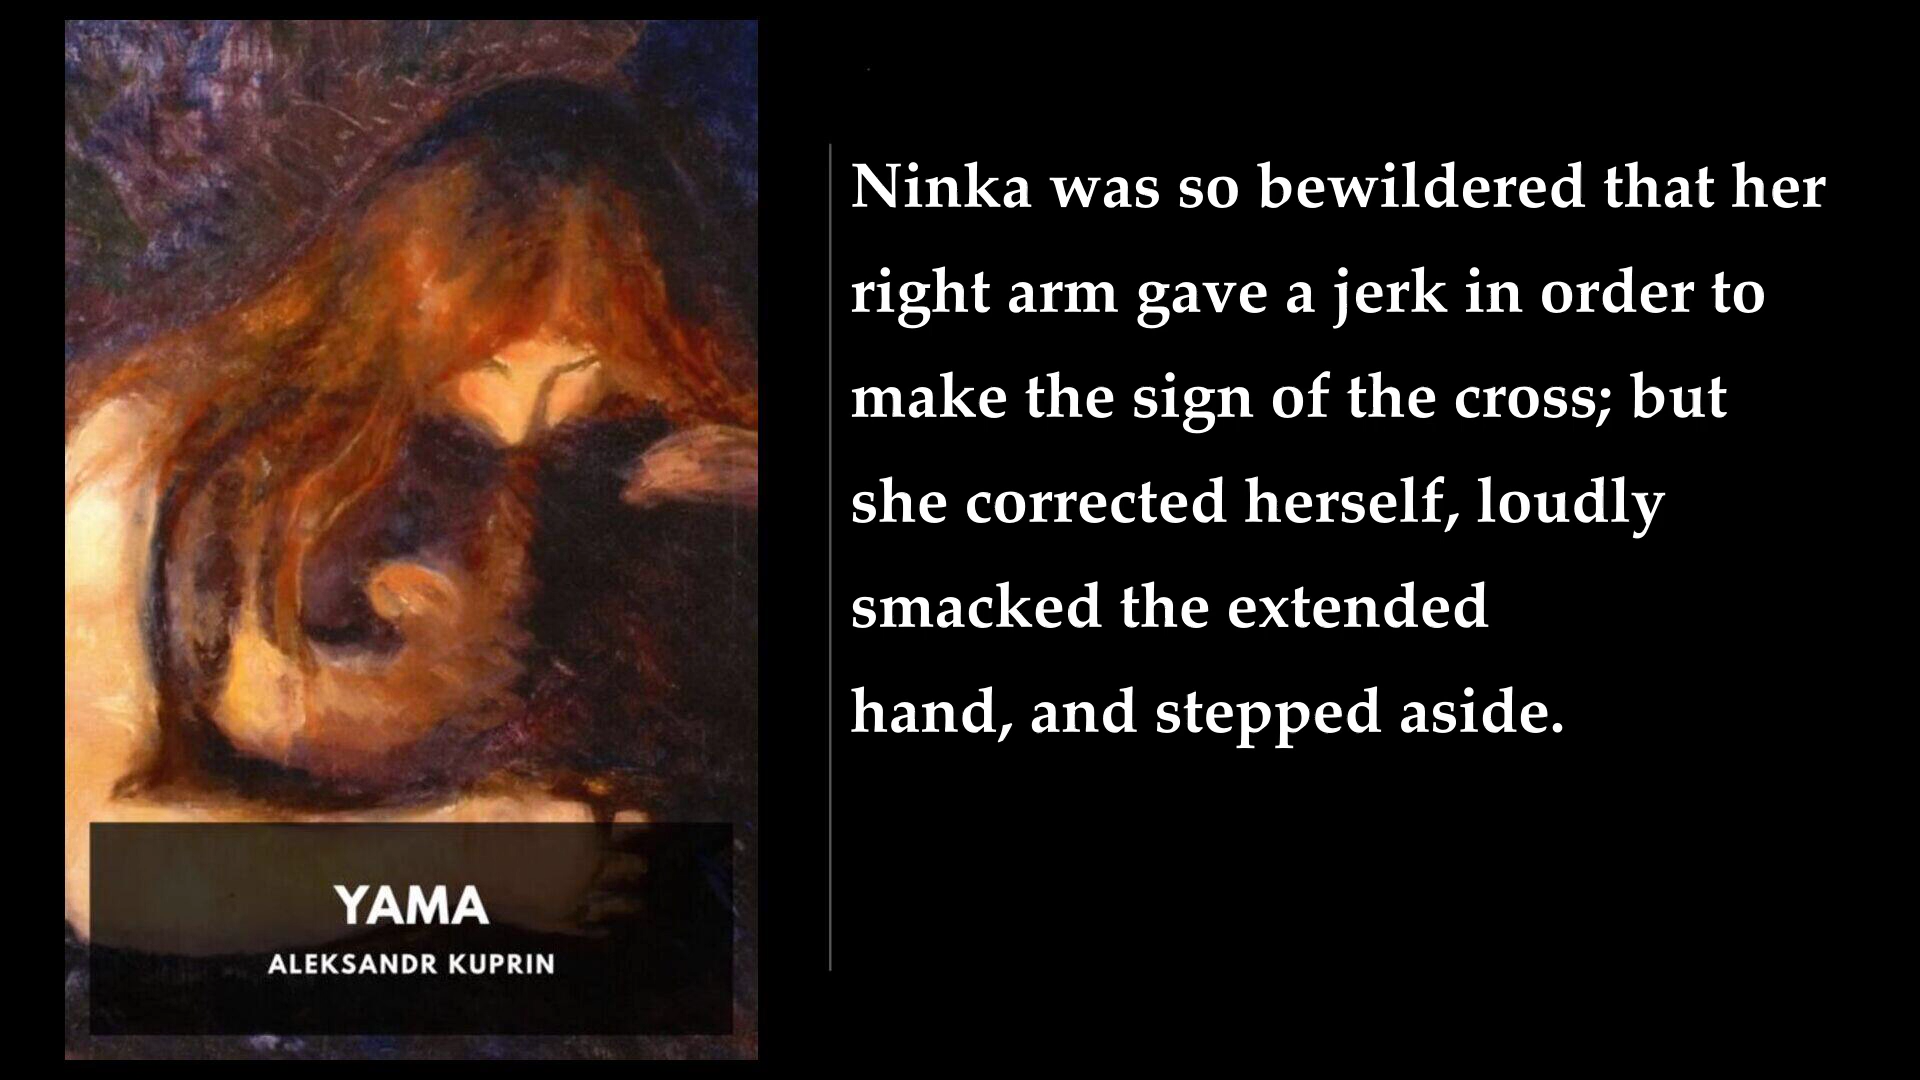 Ninka was so bewildered that her
right arm gave a jerk in order to
make the sign of the cross; but
she corrected herself, loudly
smacked the extended
hand, and stepped aside.
YAMA
ALEKSANDR KUPRIN